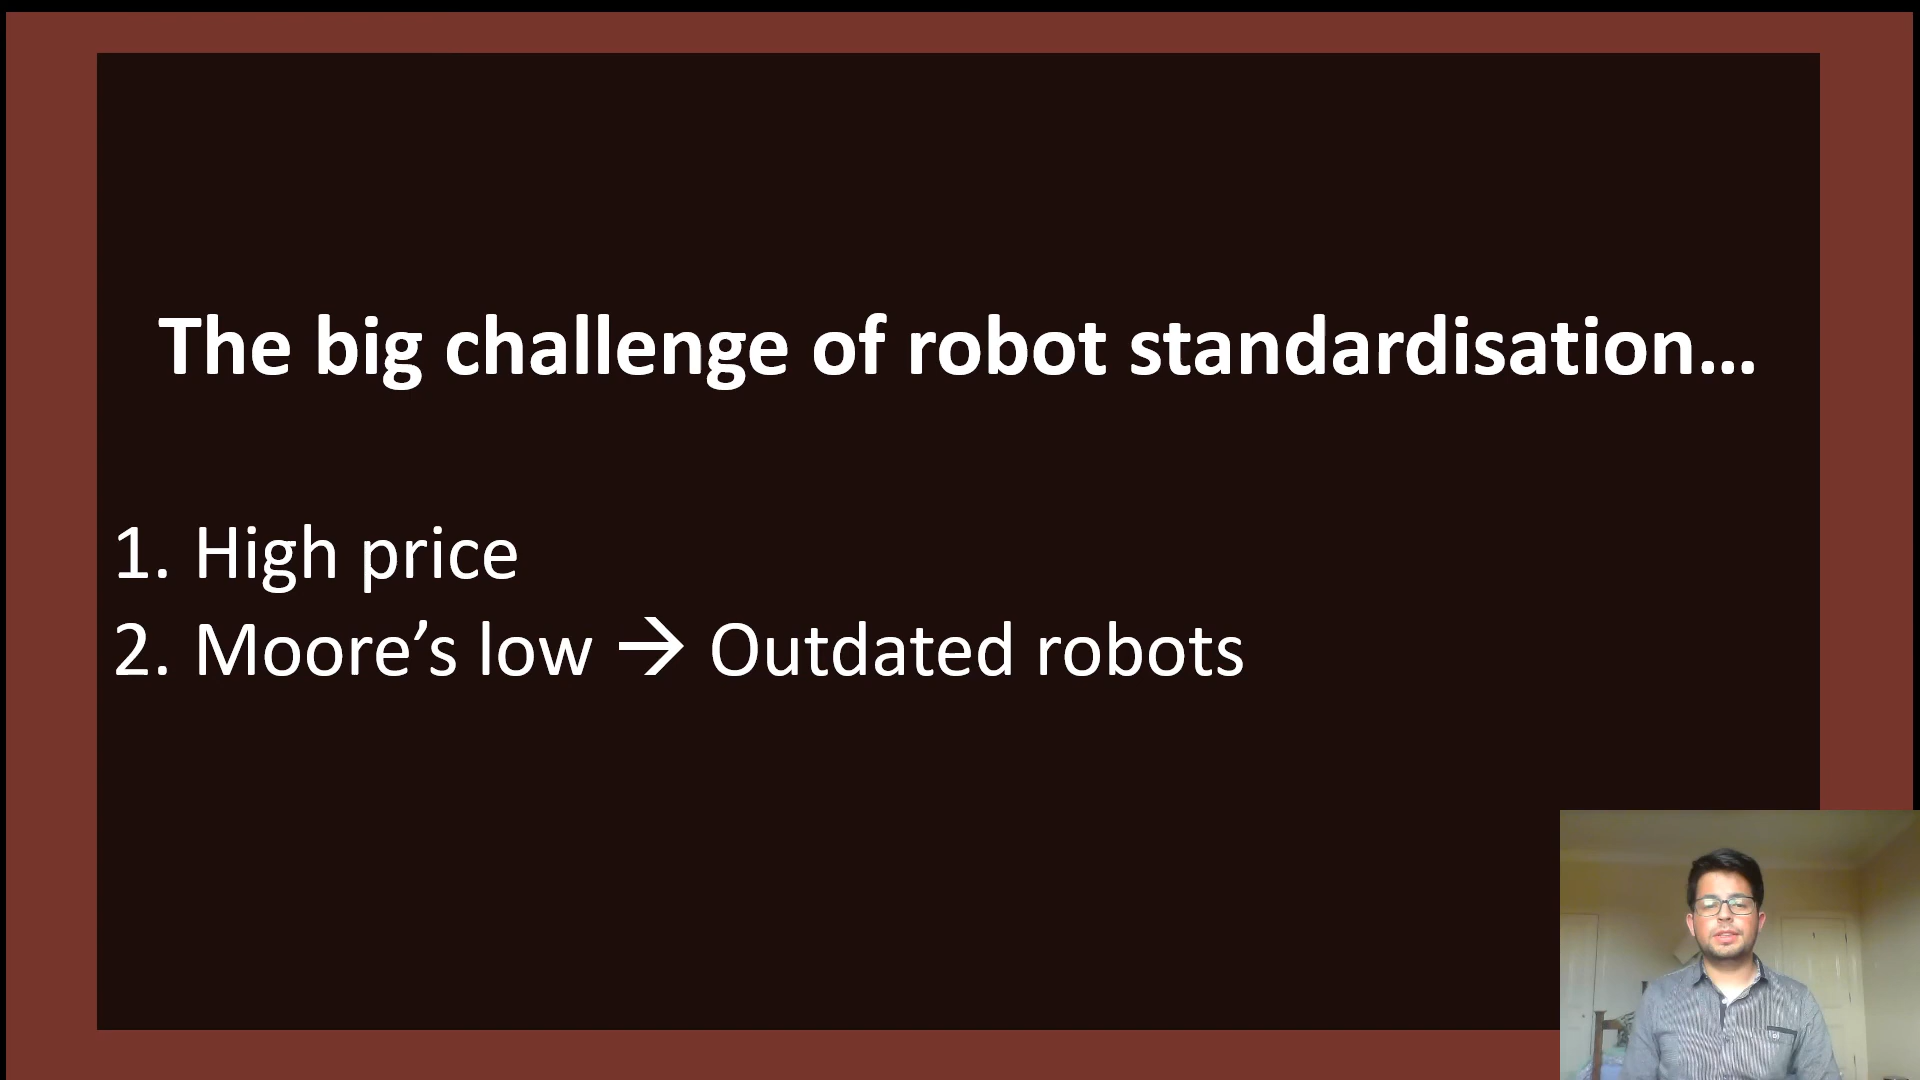 The big challenge of robot standardisation...
1. High price
2. Moore’s low → Outdated robots